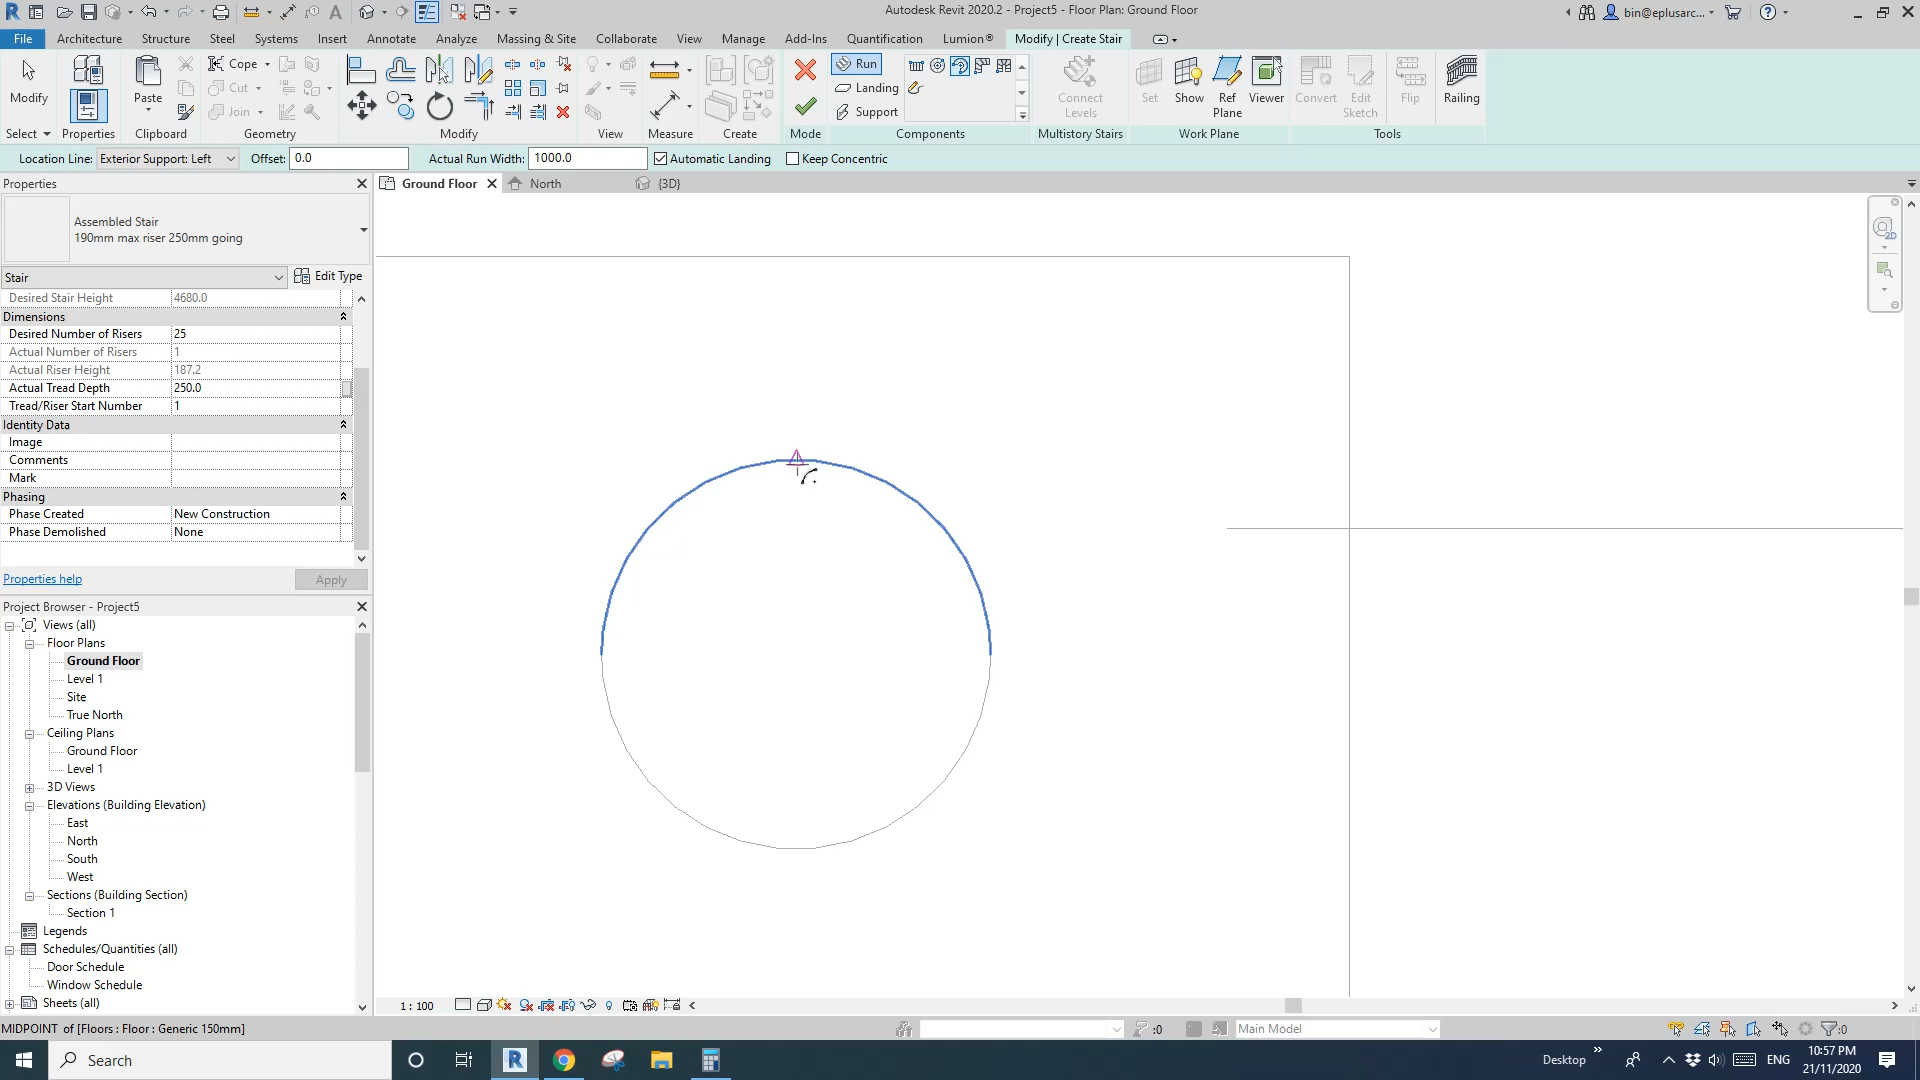 Autodesk Revit 2020.2 - Project5 - Floor Plan: Ground Floor
bin@eplusarc...
File Architecture Structure Steel Systems Insert Annotate Analyze Massing & Site Collaborate View Manage Add-Ins Quantification Lumion® Modify | Create Stair
Modify
Paste
Cope
Cut
Join
Run
Landing
Support
Connect Levels
Set
Show
Ref Plane
Viewer
Convert
Edit Sketch
Flip
Railing
Select Properties Clipboard Geometry Modify View Measure Create Mode Components Multistory Stairs Work Plane Tools
Location Line: Exterior Support: Left Offset: 0.0 Actual Run Width: 1000.0 Automatic Landing Keep Concentric
Properties
Ground Floor North {3D}
Assembled Stair
190mm max riser 250mm going
Stair Edit Type
Desired Stair Height 4680.0
Dimensions
Desired Number of Risers 25
Actual Number of Risers 1
Actual Riser Height 187.2
Actual Tread Depth 250.0
Tread/Riser Start Number 1
Identity Data
Image
Comments
Mark
Phasing
Phase Created New Construction
Phase Demolished None
Properties help Apply
Project Browser - Project5
Views (all)
Floor Plans
Ground Floor
Level 1
Site
True North
Ceiling Plans
Ground Floor
Level 1
3D Views
Elevations (Building Elevation)
East
North
South
West
Sections (Building Section)
Section 1
Legends
Schedules/Quantities (all)
Door Schedule
Window Schedule
Sheets (all)
2D
1 : 100
MIDPOINT of [Floors : Floor : Generic 150mm]
:0
Main Model
:0
Search
Desktop
ENG
10:57 PM
21/11/2020